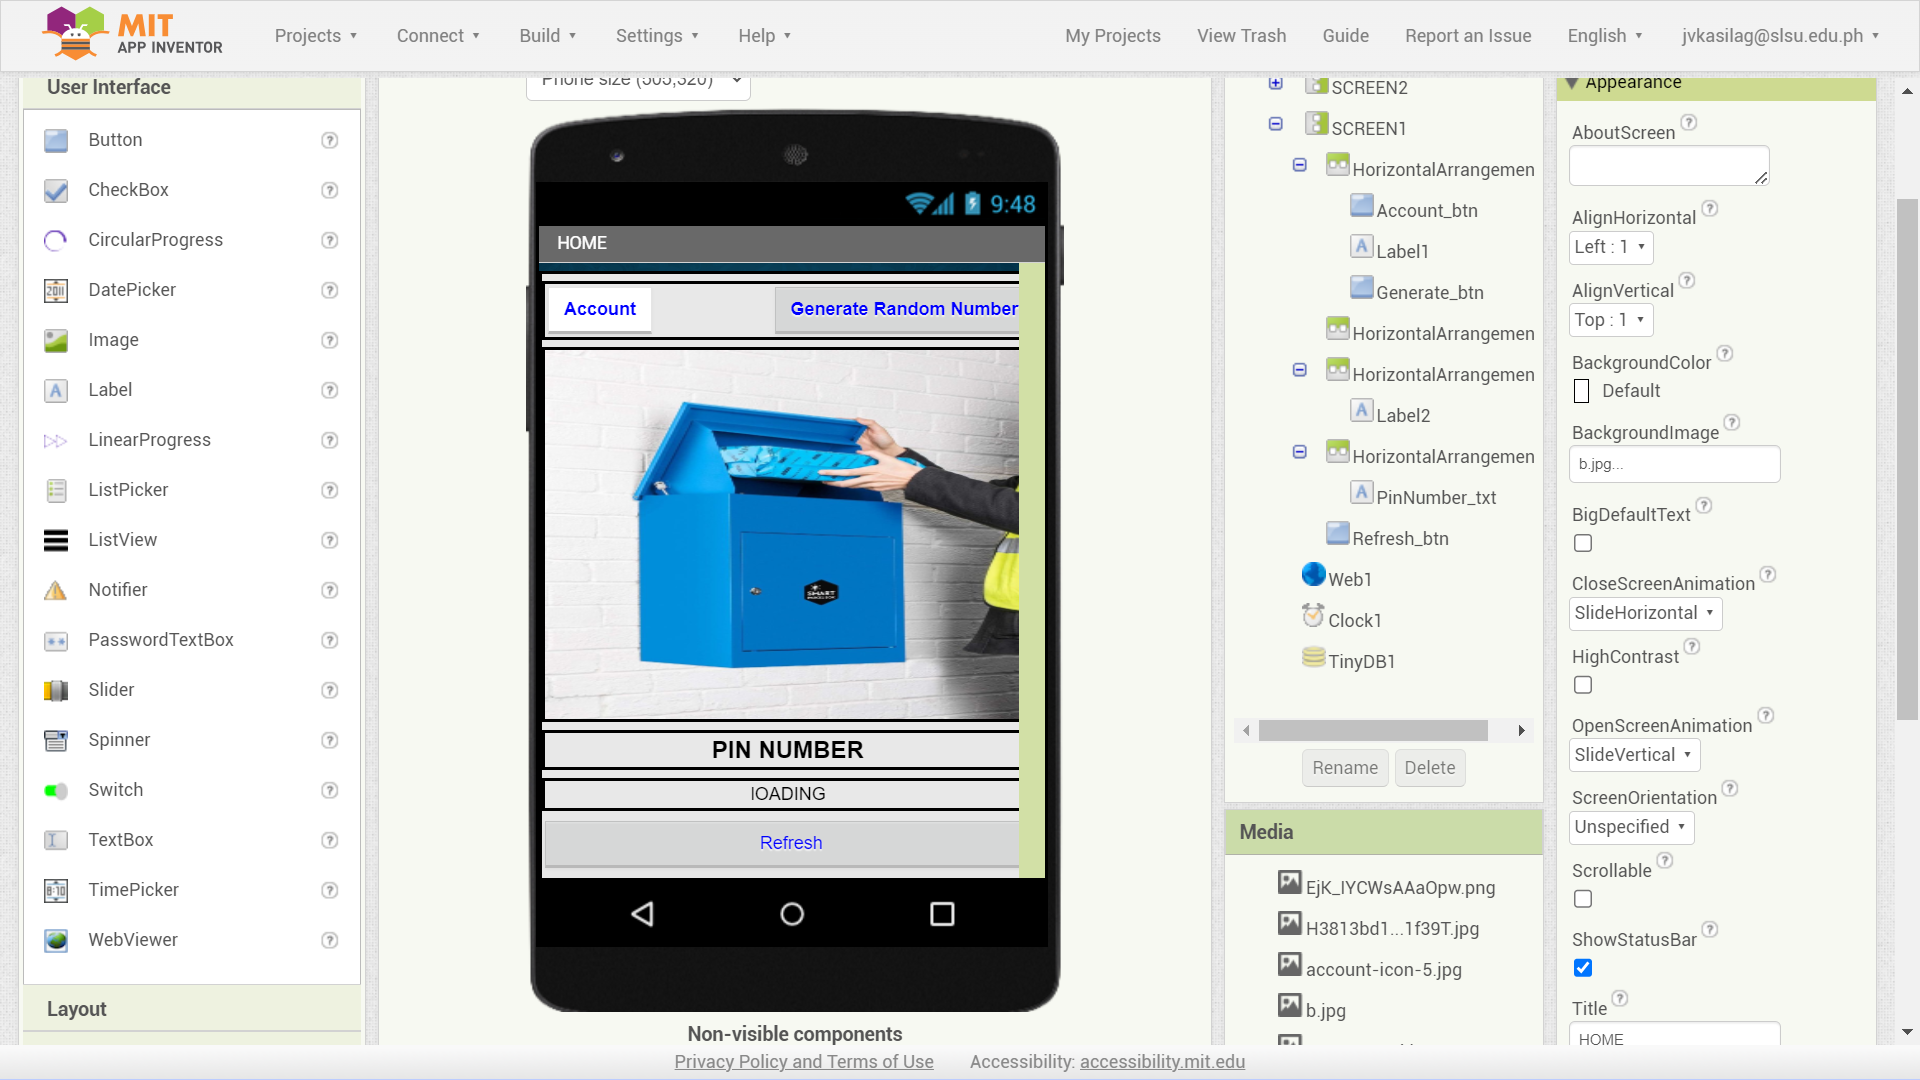 MIT
APP INVENTOR
Projects
Connect
Build
Settings
Help
My Projects
View Trash
Guide
Report an Issue
English
jvkasilag@slsu.edu.ph
User Interface
Button
CheckBox
CircularProgress
DatePicker
Image
Label
LinearProgress
ListPicker
ListView
Notifier
PasswordTextBox
Slider
Spinner
Switch
TextBox
TimePicker
WebViewer
Layout
Phone size (505,320)
9:48
HOME
Account
Generate Random Number
SMART
PIN NUMBER
lOADING
Refresh
Non-visible components
SCREEN2
SCREEN1
HorizontalArrangemen
Account_btn
Label1
Generate_btn
HorizontalArrangemen
HorizontalArrangemen
Label2
HorizontalArrangemen
PinNumber_txt
Refresh_btn
Web1
Clock1
TinyDB1
Rename
Delete
Media
EjK_IYCWsAAaOpw.png
H3813bd1...1f39T.jpg
account-icon-5.jpg
b.jpg
Appearance
AboutScreen
AlignHorizontal
Left : 1
AlignVertical
Top : 1
BackgroundColor
Default
BackgroundImage
b.jpg...
BigDefaultText
CloseScreenAnimation
SlideHorizontal
HighContrast
OpenScreenAnimation
SlideVertical
ScreenOrientation
Unspecified
Scrollable
ShowStatusBar
Title
HOME
Privacy Policy and Terms of Use
Accessibility: accessibility.mit.edu